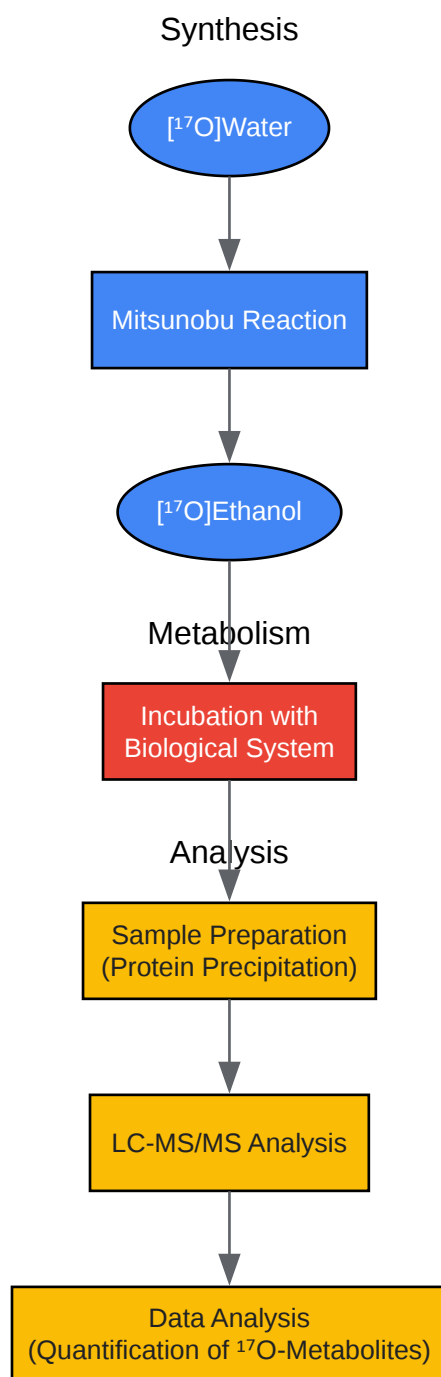 Synthesis
[¹⁷O]Water
Mitsunobu Reaction
[¹⁷O]Ethanol
Metabolism
Incubation with
Biological System
Analysis
Sample Preparation
(Protein Precipitation)
LC-MS/MS Analysis
Data Analysis
(Quantification of ¹⁷O-Metabolites)